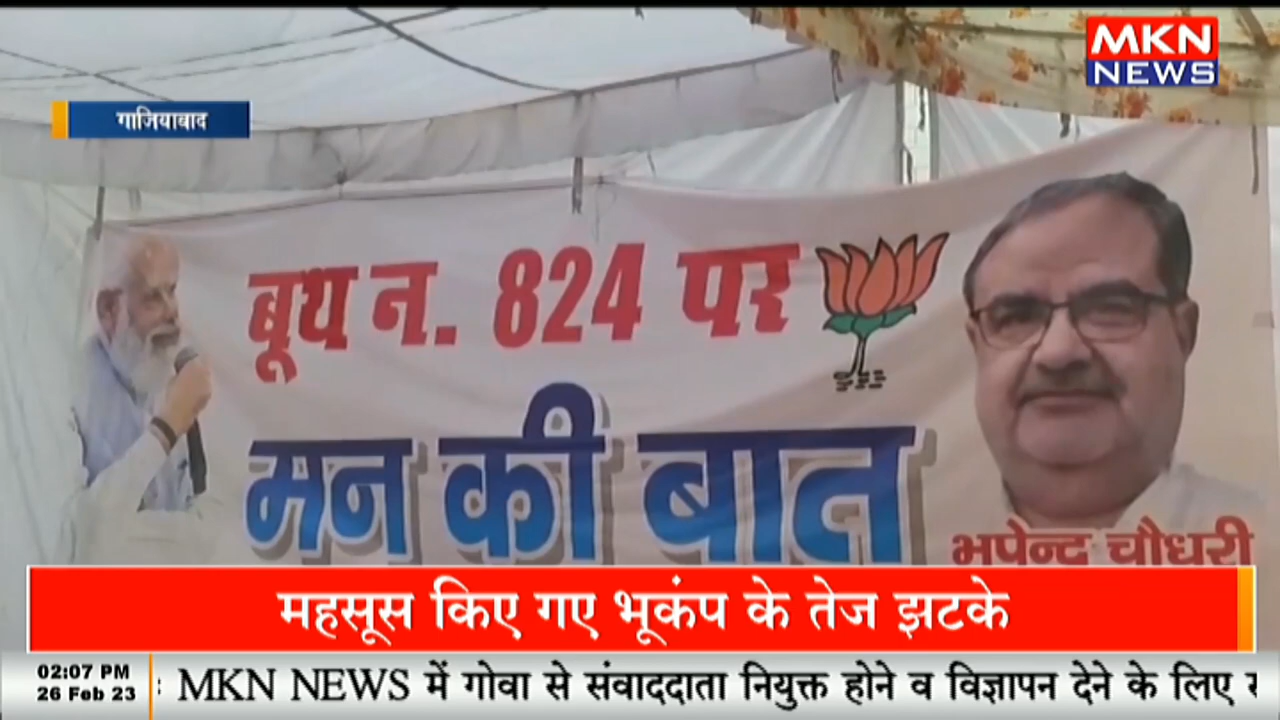 MKN
NEWS
गाजियाबाद
बूथ न. 824 पर
मन की बात
भूपेन्द्र चौधरी
महसूस किए गए भूकंप के तेज झटके
02:07 PM
26 Feb 23
: MKN NEWS में गोवा से संवाददाता नियुक्त होने व विज्ञापन देने के लिए